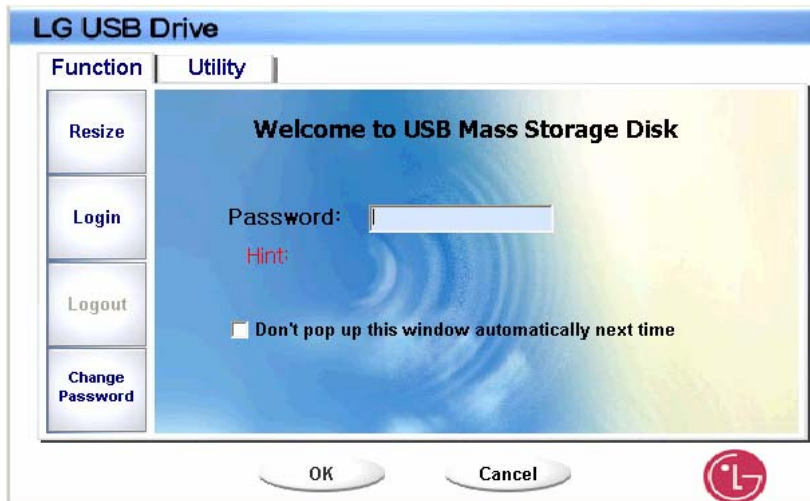 LG USB Drive
Function Utility
Resize
Welcome to USB Mass Storage Disk
Login
Password:
Hint:
Logout
Don't pop up this window automatically next time
Change
Password
OK Cancel